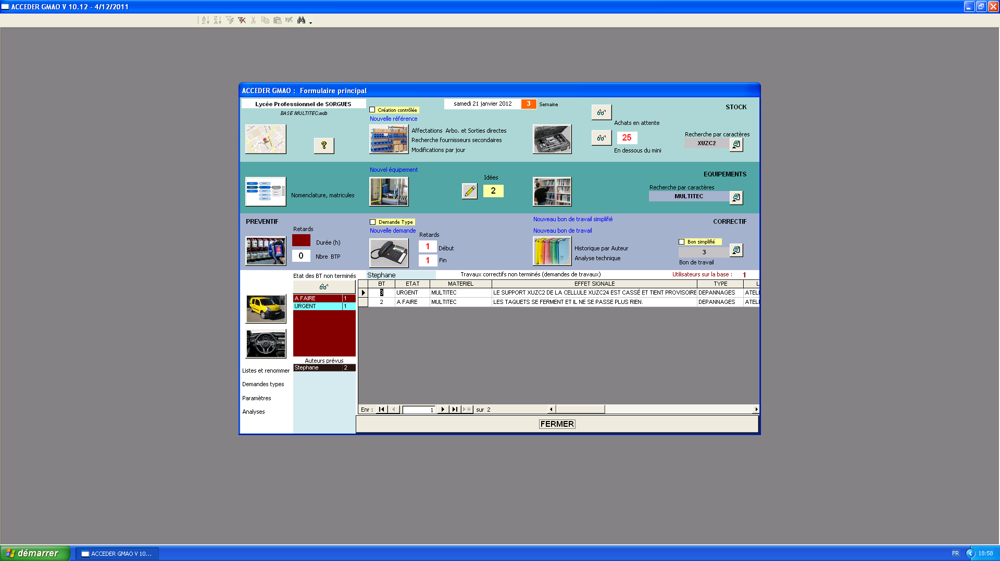 ACCEDER GMAO V 10.12 - 4/12/2011
ACCEDER GMAO :  Formulaire principal
Lycée Professionnel de SORGUES
BASE MULTITEC.mdb
samedi 21 janvier 2012
3
Semaine
Création contrôlée
Nouvelle référence
STOCK
Affectations  Arbo. et Sorties directes
Recherche fournisseurs secondaires
Modifications par jour
?
Achats en attente
25
En dessous du mini
Recherche par caractères
XUZC2
Nouvel équipement
EQUIPEMENTS
Nomenclature, matricules
Idées
2
Recherche par caractères
MULTITEC
PREVENTIF
Retards
Durée (h)
0
Nbre  BTP
Demande Type
Nouvelle demande
Retards
1
Début
1
Fin
Nouveau bon de travail simplifié
Nouveau bon de travail
CORRECTIF
Historique par Auteur
Analyse technique
Bon simplifié
3
Bon de travail
Etat des BT non terminés
Stephane
Travaux correctifs non terminés (demandes de travaux)
Utilisateurs sur la base :
1
BT ETAT MATERIEL EFFET SIGNALE TYPE L
3 URGENT MULTITEC LE SUPPORT XUZC2 DE LA CELLULE XUZC24 EST CASSÉ ET TIENT PROVISOIRE DEPANNAGES ATEL
2 A FAIRE MULTITEC LES TAQUETS SE FERMENT ET IL NE SE PASSE PLUS RIEN. DEPANNAGES ATEL
A FAIRE 1
URGENT 1
Auteurs prévus
Stephane 2
Listes et renommer
Demandes types
Paramètres
Analyses
Enr : 1 sur  2
FERMER
démarrer
ACCEDER GMAO V 10...
FR
18:58